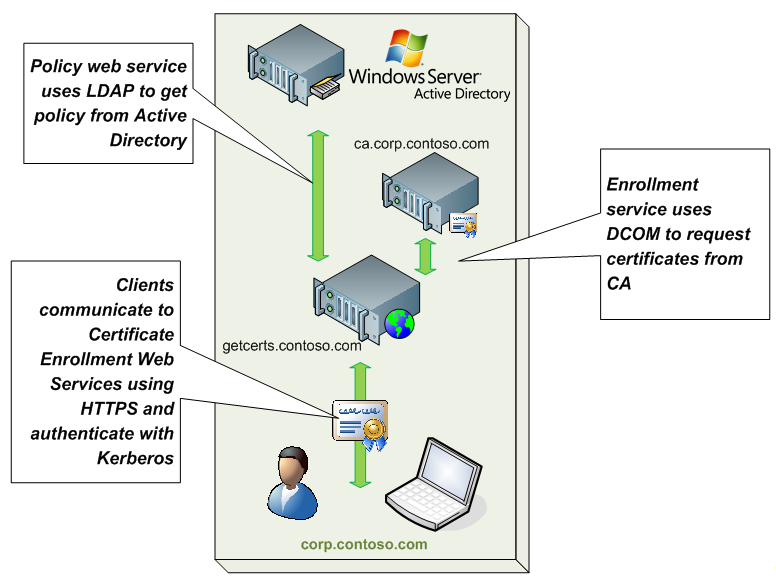 Policy web service
uses LDAP to get
policy from Active
Directory
Windows Server
Active Directory
ca.corp.contoso.com
Enrollment
service uses
DCOM to request
certificates from
CA
Clients
communicate to
Certificate
Enrollment Web
Services using
HTTPS and
authenticate with
Kerberos
getcerts.contoso.com
corp.contoso.com